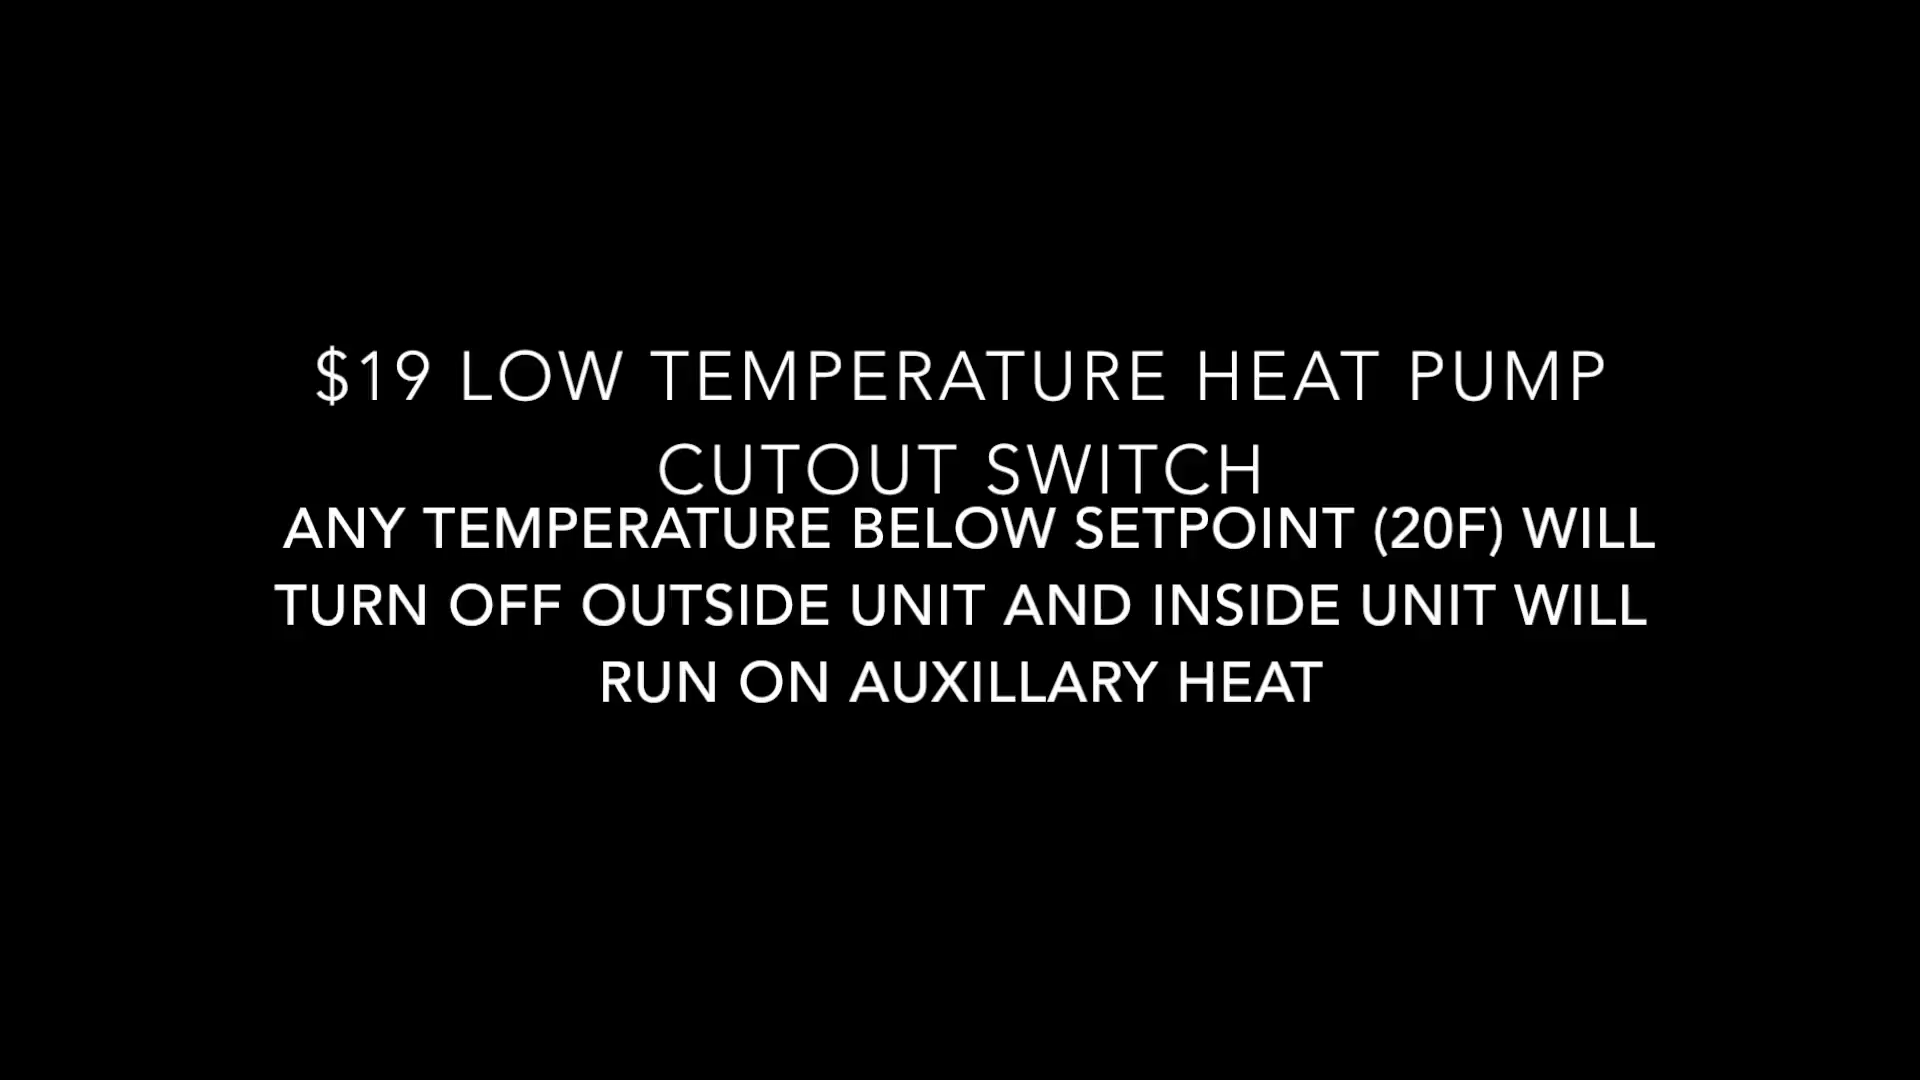 $19 LOW TEMPERATURE HEAT PUMP
CUTOUT SWITCH
ANY TEMPERATURE BELOW SETPOINT (20F) WILL
TURN OFF OUTSIDE UNIT AND INSIDE UNIT WILL
RUN ON AUXILLARY HEAT